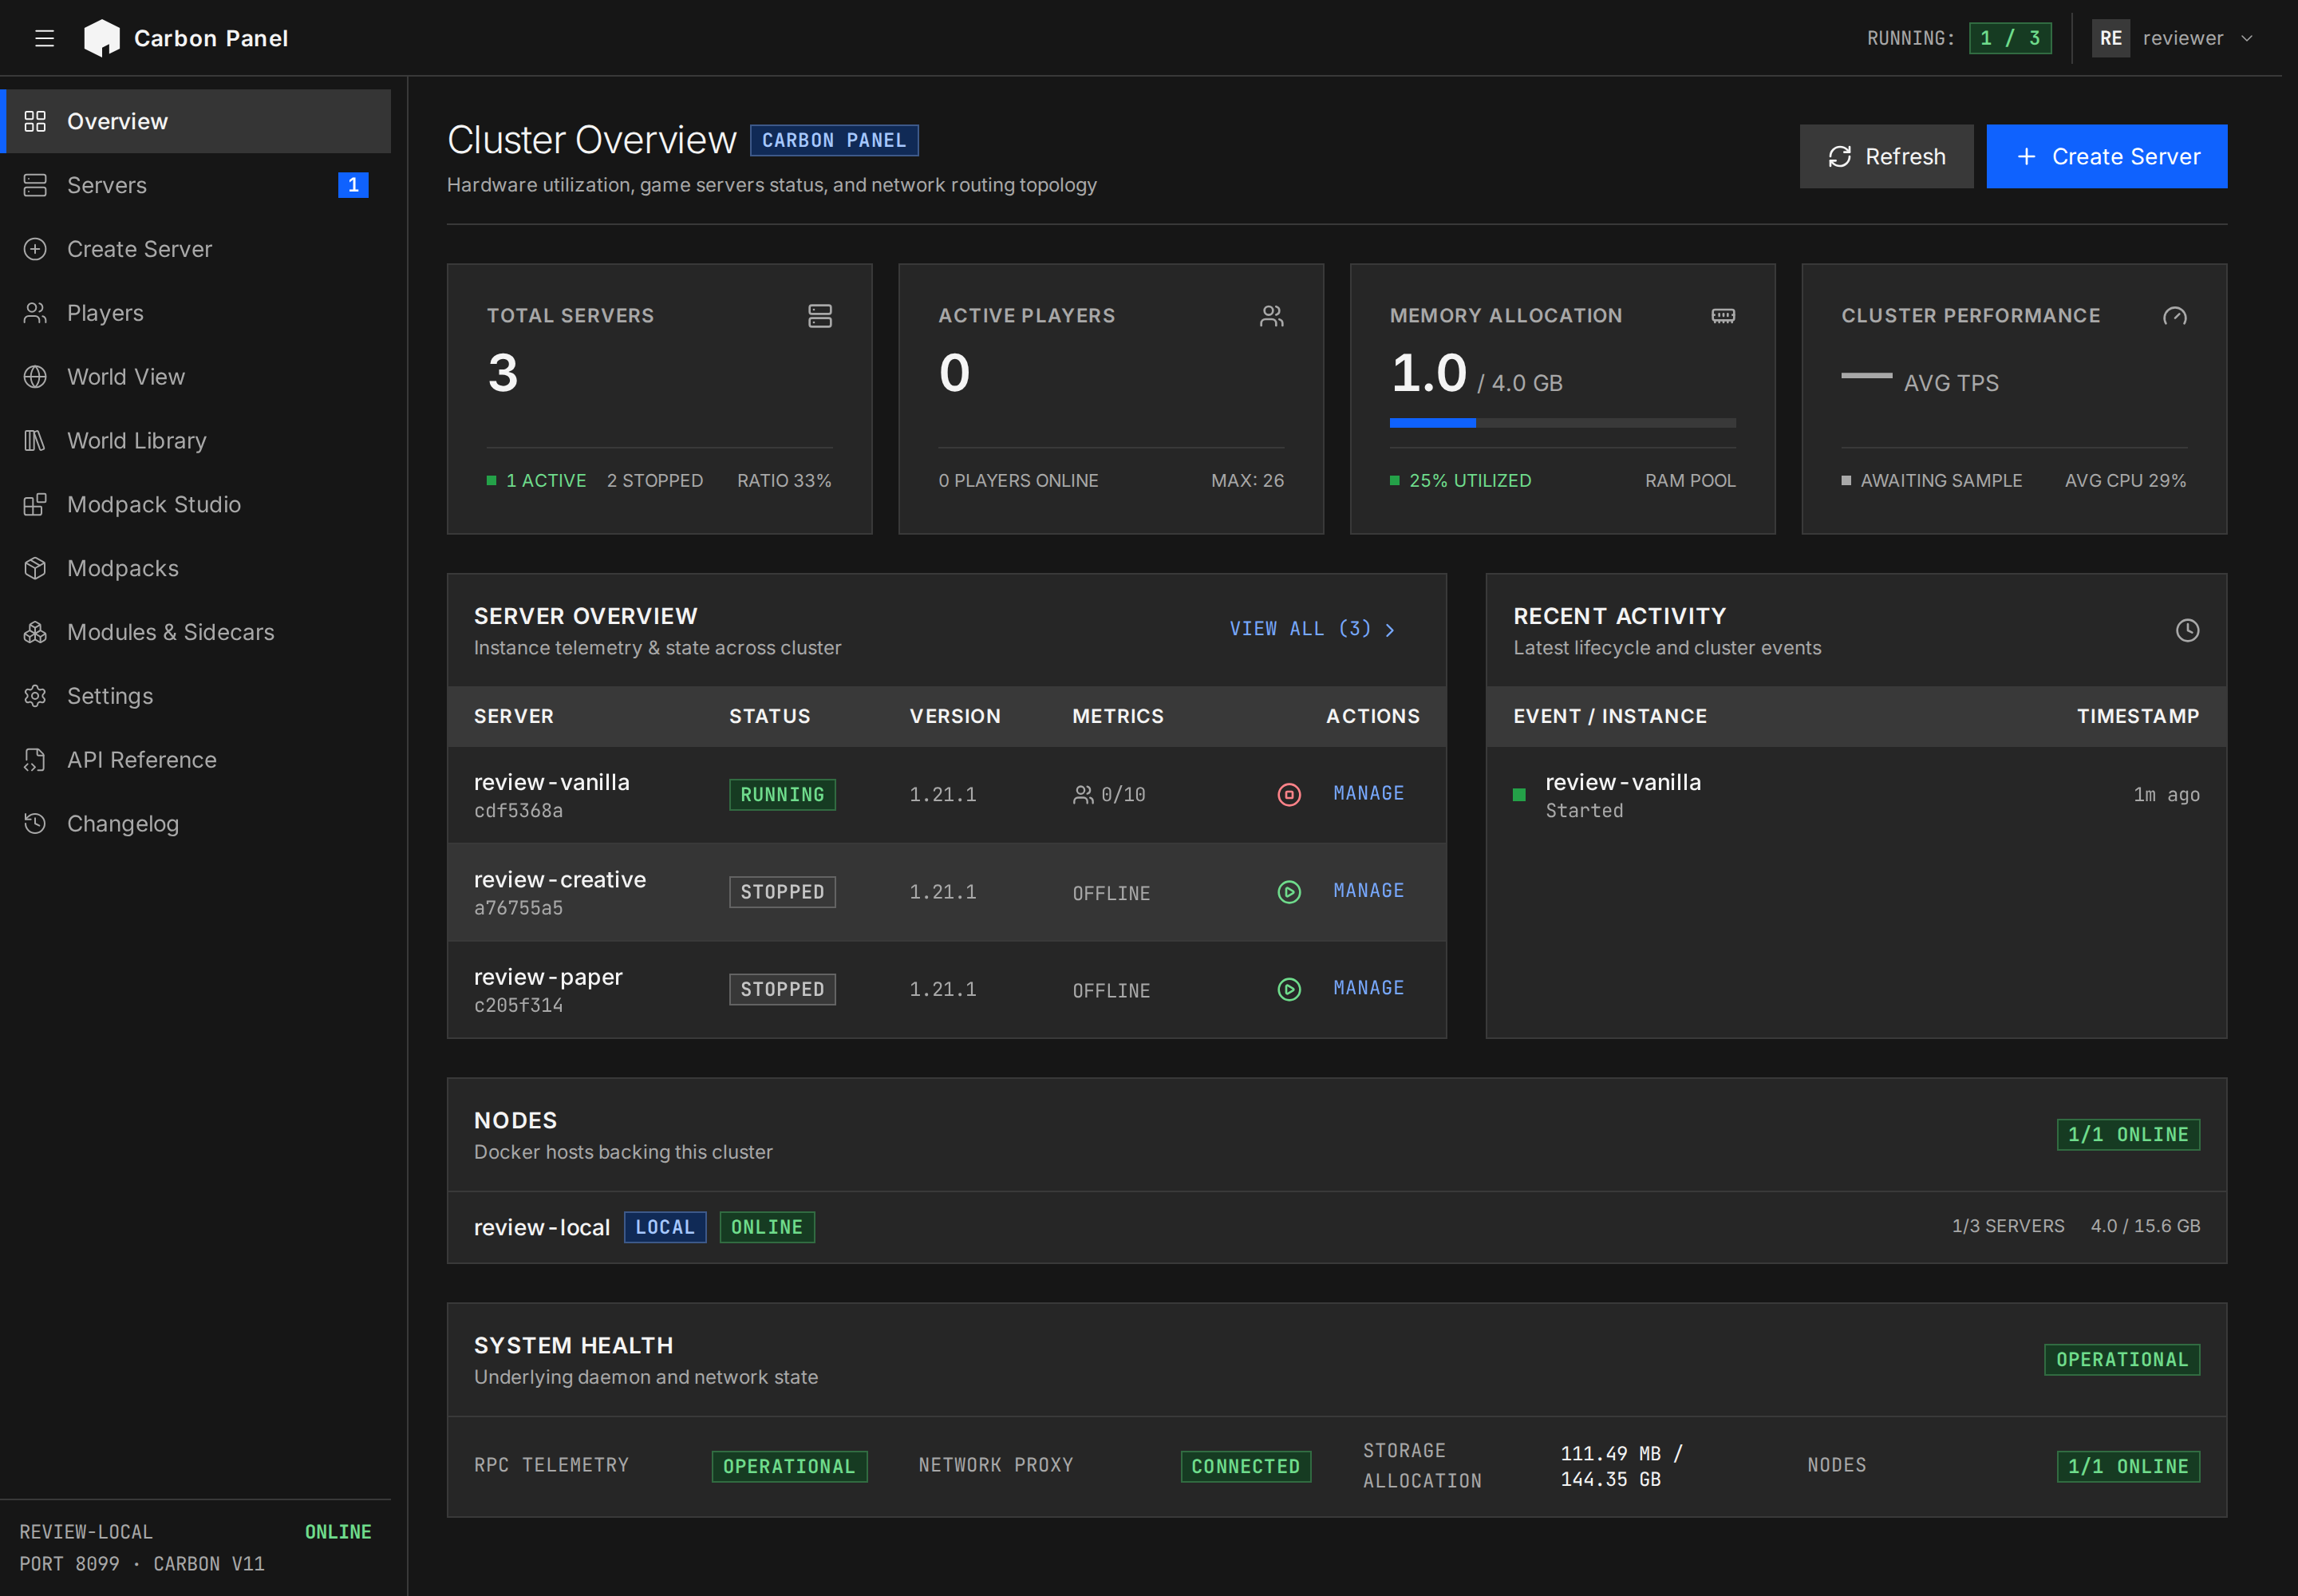 Carbon Panel
RUNNING: 1 / 3
RE reviewer
Overview
Servers 1
Create Server
Players
World View
World Library
Modpack Studio
Modpacks
Modules & Sidecars
Settings
API Reference
Changelog
REVIEW-LOCAL ONLINE
PORT 8099 · CARBON V11
Cluster Overview CARBON PANEL
Hardware utilization, game servers status, and network routing topology
Refresh
Create Server
TOTAL SERVERS
3
1 ACTIVE 2 STOPPED RATIO 33%
ACTIVE PLAYERS
0
0 PLAYERS ONLINE MAX: 26
MEMORY ALLOCATION
1.0 / 4.0 GB
25% UTILIZED RAM POOL
CLUSTER PERFORMANCE
— AVG TPS
AWAITING SAMPLE AVG CPU 29%
SERVER OVERVIEW
Instance telemetry & state across cluster
VIEW ALL (3)
SERVER STATUS VERSION METRICS ACTIONS
review-vanilla
cdf5368a
RUNNING 1.21.1 0/10 MANAGE
review-creative
a76755a5
STOPPED 1.21.1 OFFLINE MANAGE
review-paper
c205f314
STOPPED 1.21.1 OFFLINE MANAGE
RECENT ACTIVITY
Latest lifecycle and cluster events
EVENT / INSTANCE TIMESTAMP
review-vanilla
Started
1m ago
NODES
Docker hosts backing this cluster
1/1 ONLINE
review-local LOCAL ONLINE 1/3 SERVERS 4.0 / 15.6 GB
SYSTEM HEALTH
Underlying daemon and network state
OPERATIONAL
RPC TELEMETRY OPERATIONAL
NETWORK PROXY CONNECTED
STORAGE
ALLOCATION
111.49 MB /
144.35 GB
NODES 1/1 ONLINE